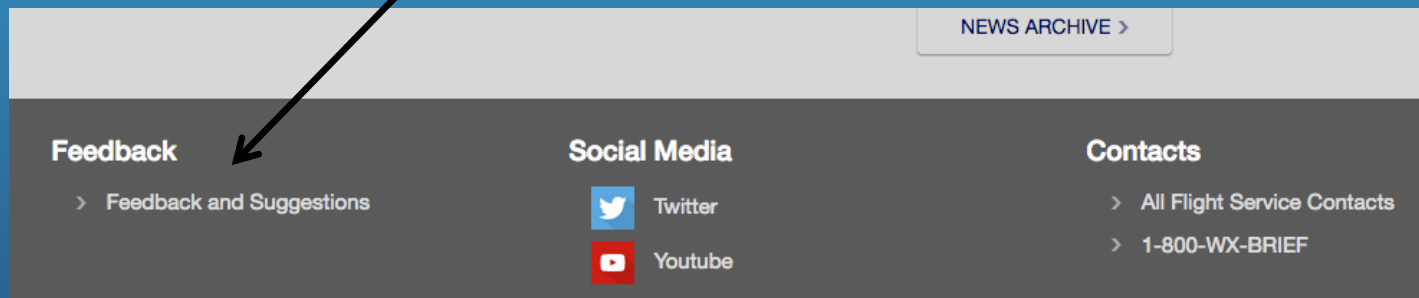 NEWS ARCHIVE >
Feedback
> Feedback and Suggestions
Social Media
Twitter
Youtube
Contacts
> All Flight Service Contacts
> 1-800-WX-BRIEF